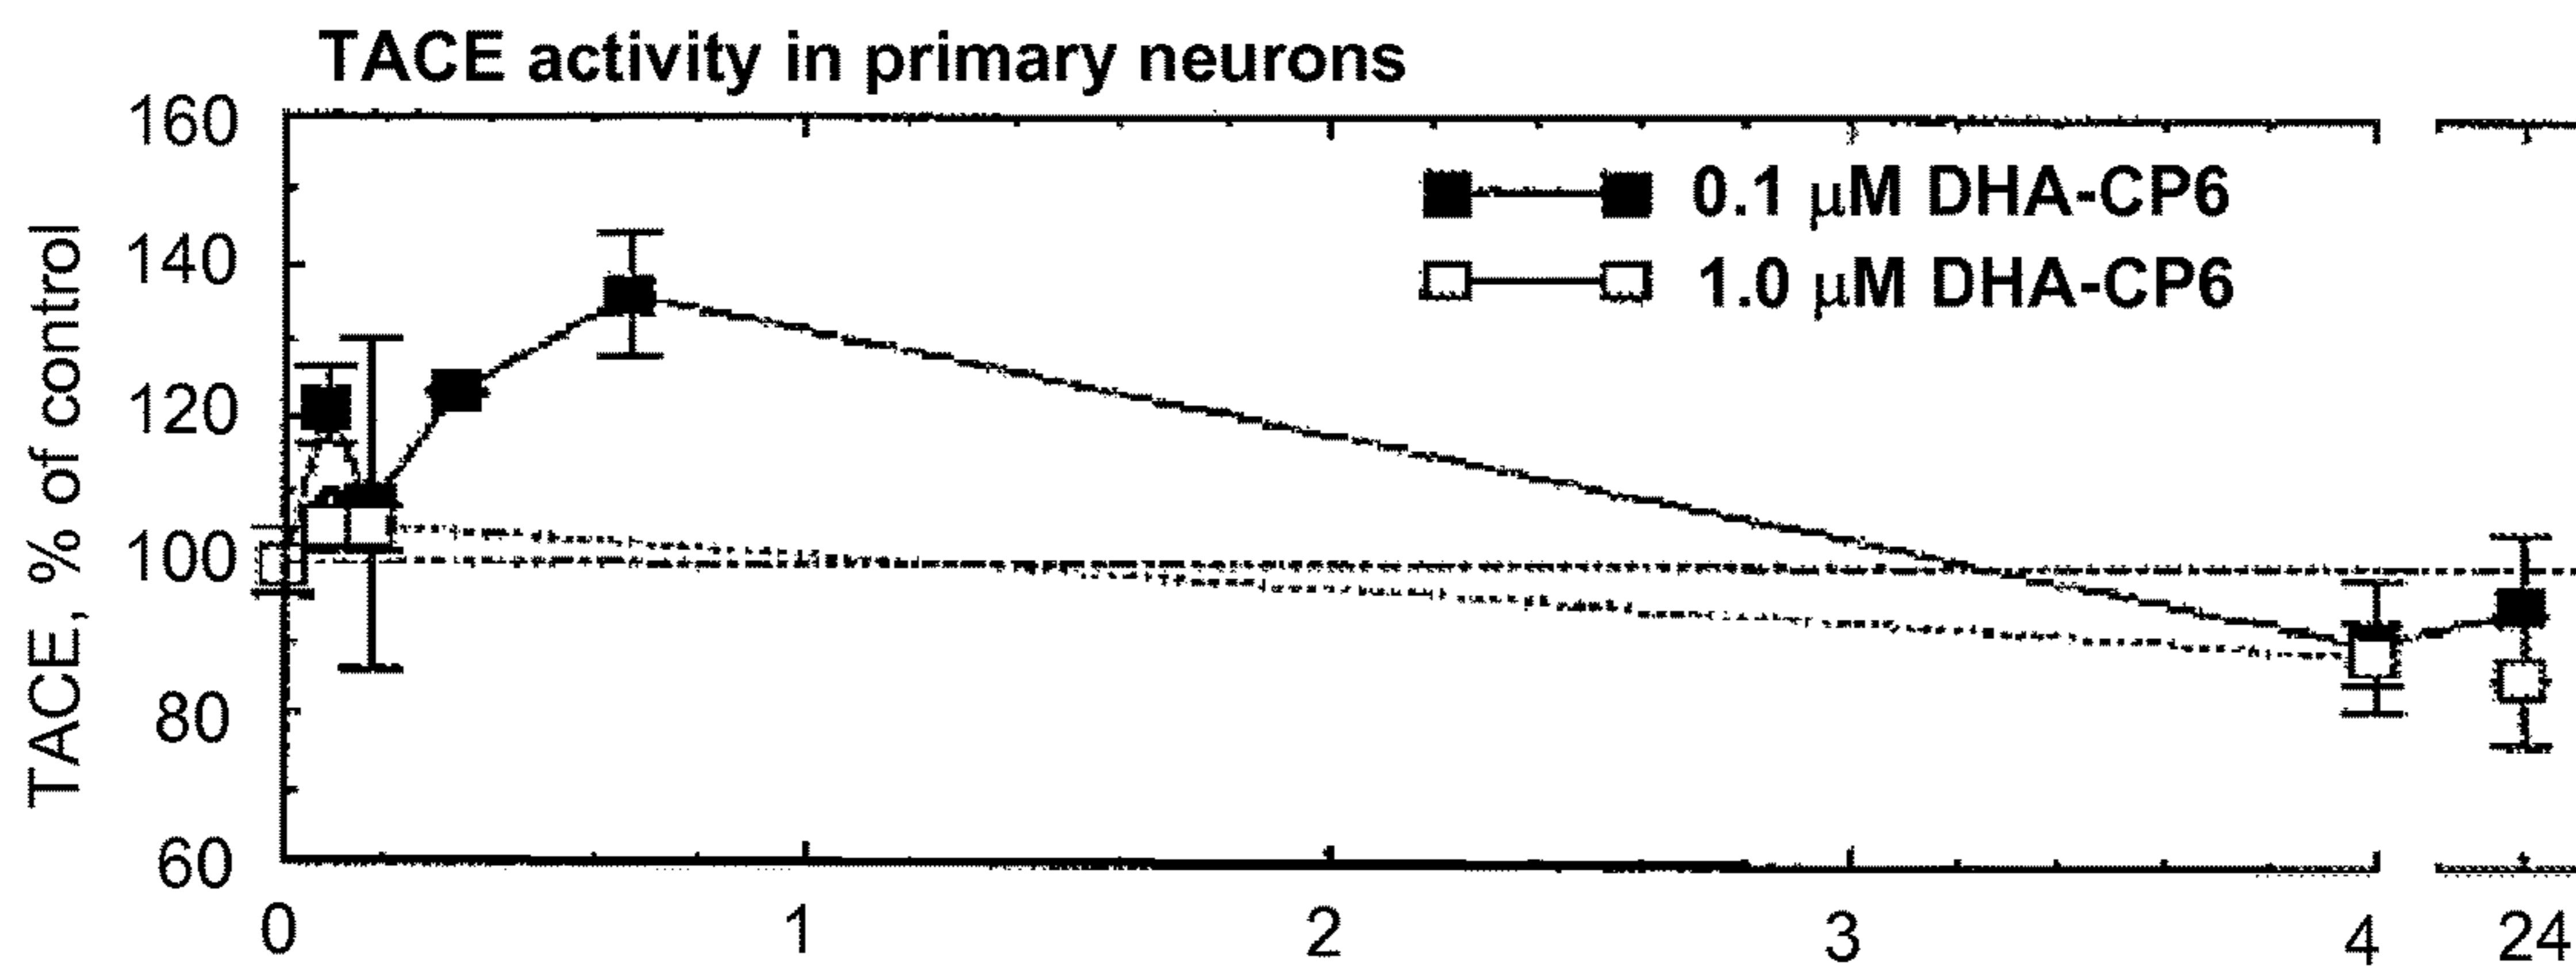 TACE activity in primary neurons
160
140
120
100
80
60
TACE, % of control
0.1 μM DHA-CP6
1.0 μM DHA-CP6
0 1 2 3 4 24